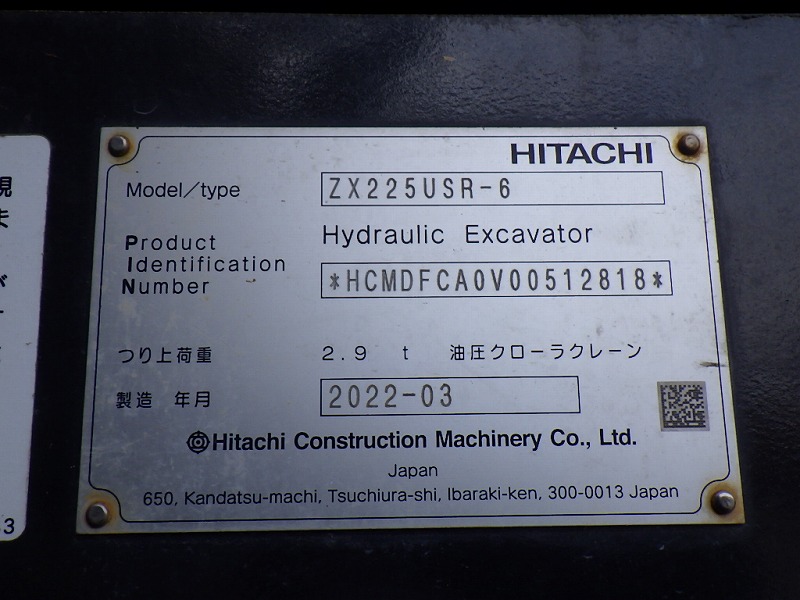 HITACHI
Model/type ZX225USR-6
Hydraulic Excavator
Product
Identification
Number
*HCMDFCA0V00512818*
つり上荷重 2.9 t 油圧クローラクレーン
製造 年月 2022-03
Hitachi Construction Machinery Co., Ltd.
Japan
650, Kandatsu-machi, Tsuchiura-shi, Ibaraki-ken, 300-0013 Japan